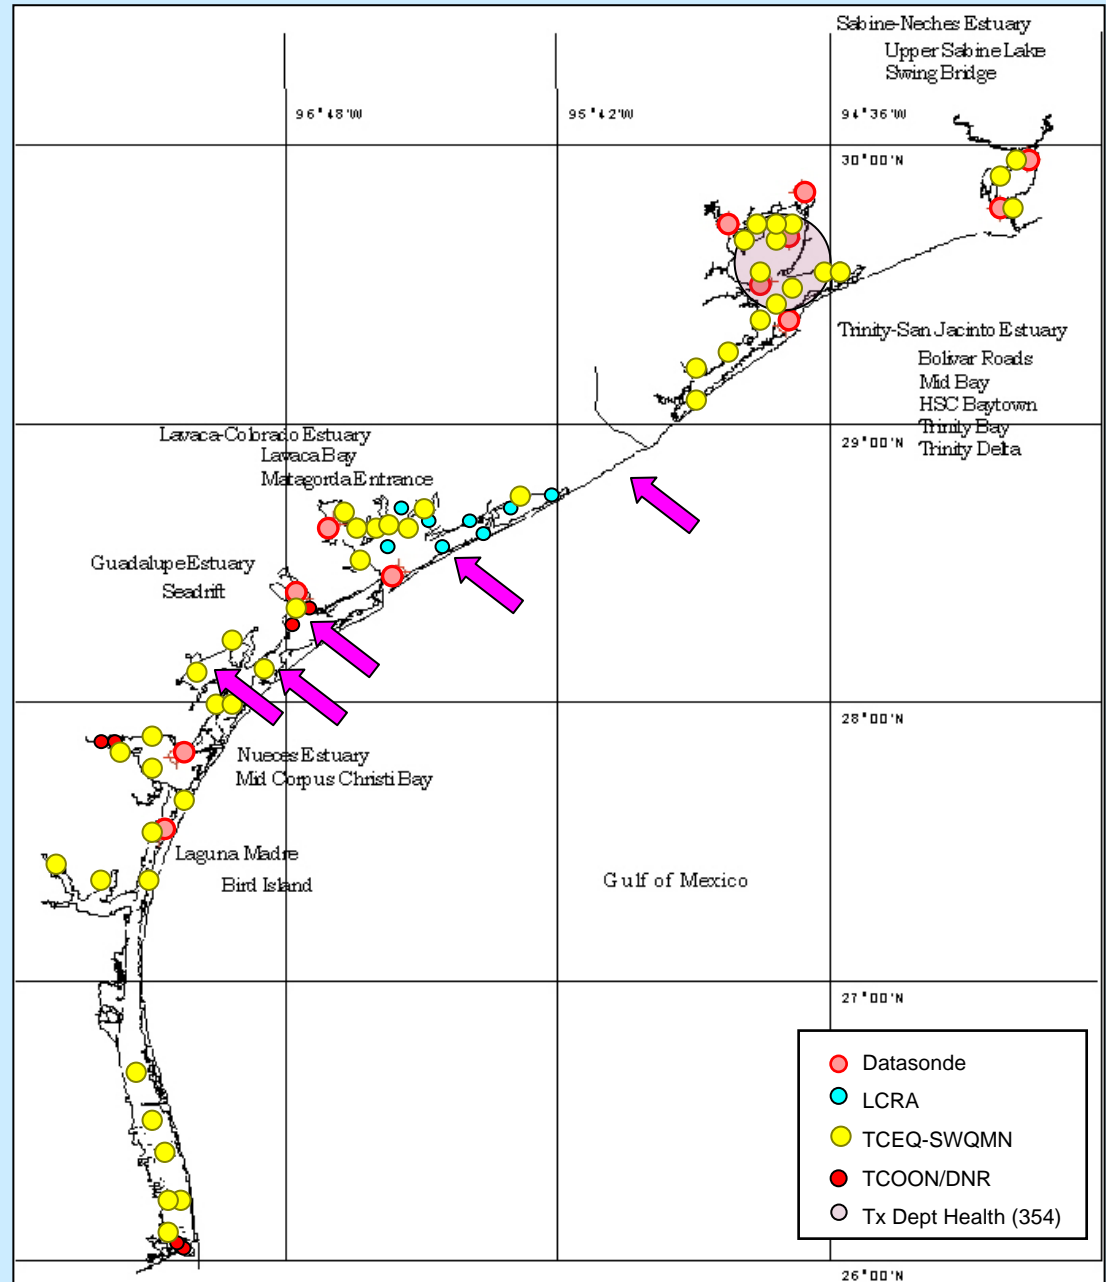 Sabine-Neches Estuary
Upper Sabine Lake
Swing Bridge
96°48'W
95°42'W
94°36'W
30°00'N
Trinity-San Jacinto Estuary
Bolivar Roads
Mid Bay
HSC Baytown
Trinity Bay
Trinity Delta
29°00'N
Lavaca-Colorado Estuary
Lavaca Bay
Matagorda Entrance
Guadalupe Estuary
Seadrift
28°00'N
Nueces Estuary
Mid Corpus Christi Bay
Laguna Madre
Bird Island
Gulf of Mexico
27°00'N
Datasonde
LCRA
TCEQ-SWQMN
TCOON/DNR
Tx Dept Health (354)
26°00'N